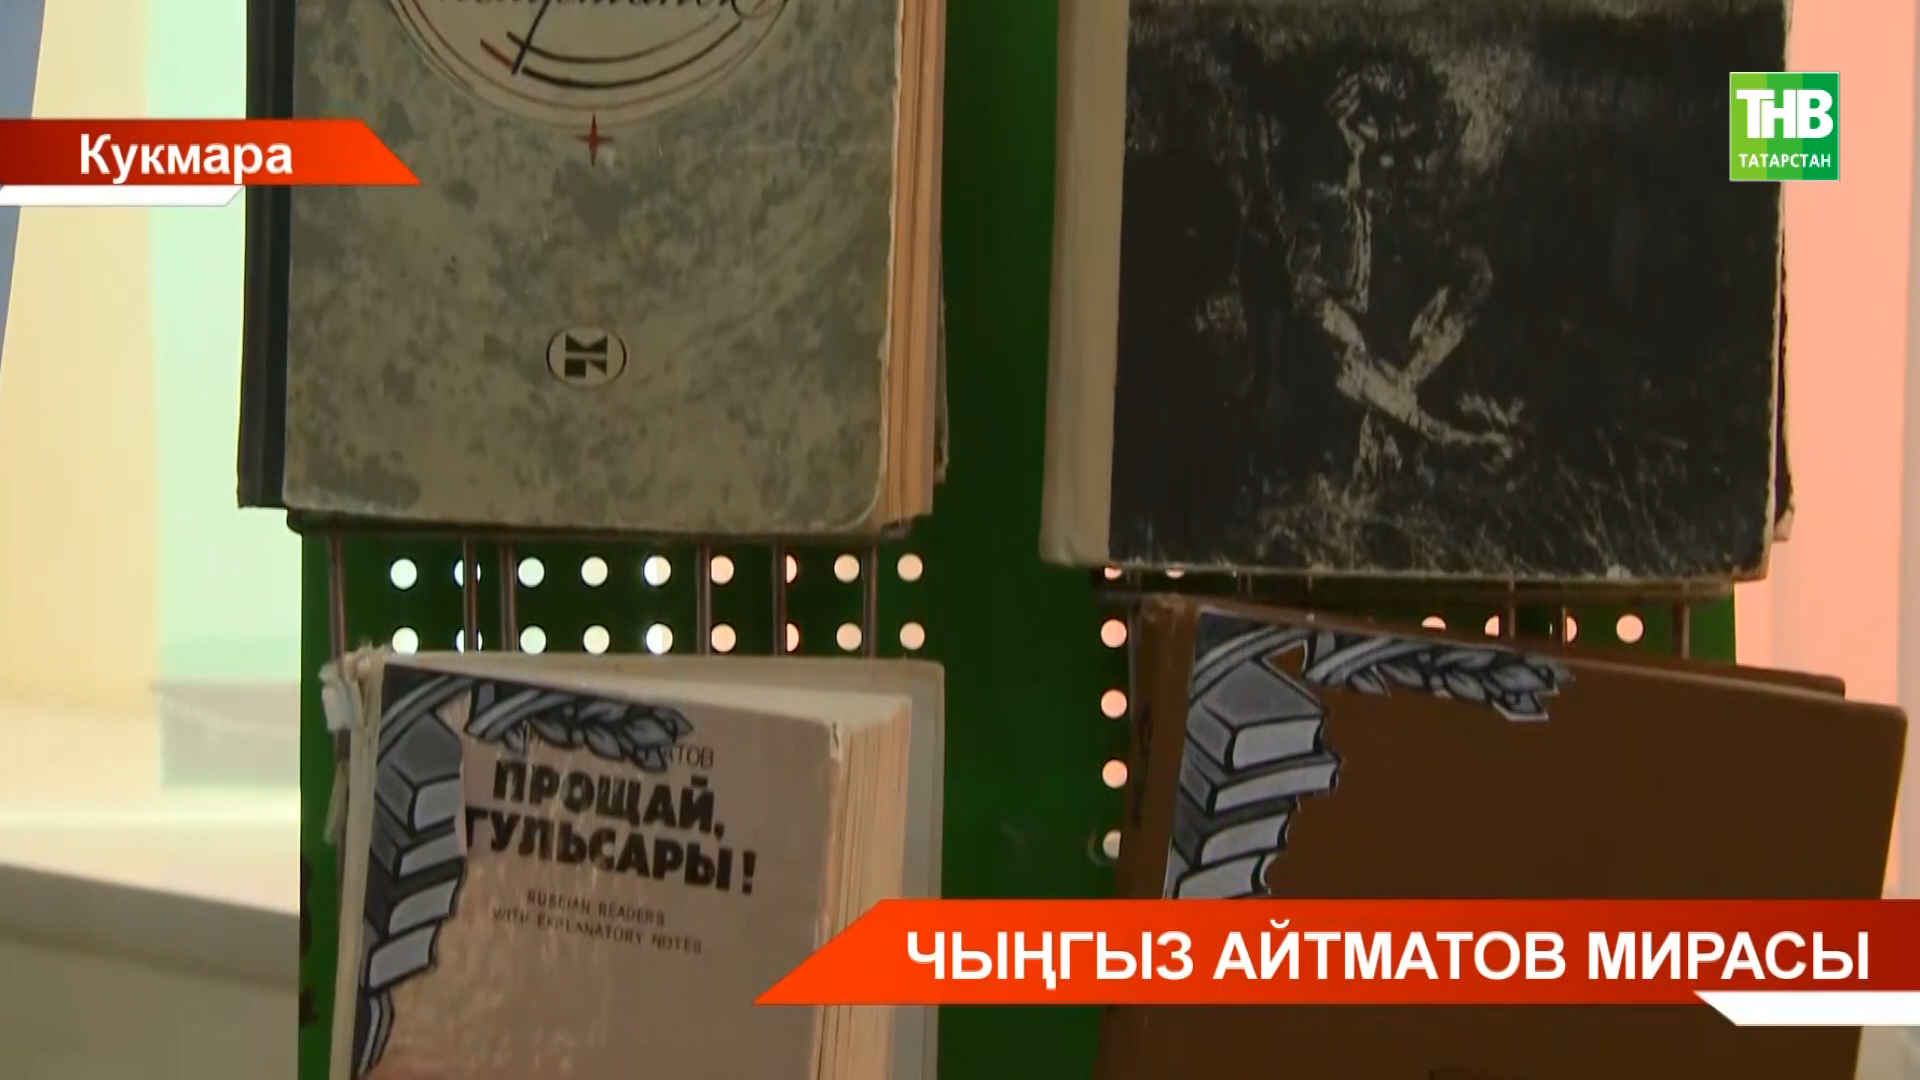 Кукмара
ТНВ
ТАТАРСТАН
ПРОЩАЙ,
ГУЛЬСАРЫ!
RUSSIAN READERS
WITH EXPLANATORY NOTES
ЧЫҢГЫЗ АЙТМАТОВ МИРАСЫ